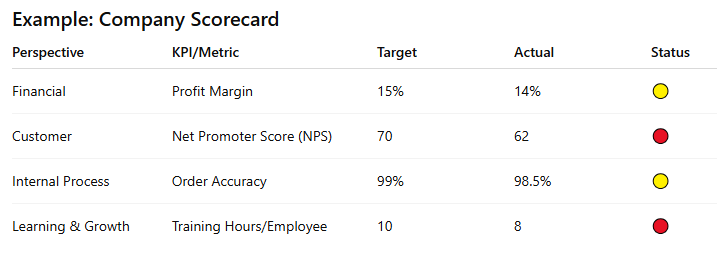 Example: Company Scorecard
Perspective KPI/Metric Target Actual Status
Financial Profit Margin 15% 14%
Customer Net Promoter Score (NPS) 70 62
Internal Process Order Accuracy 99% 98.5%
Learning & Growth Training Hours/Employee 10 8